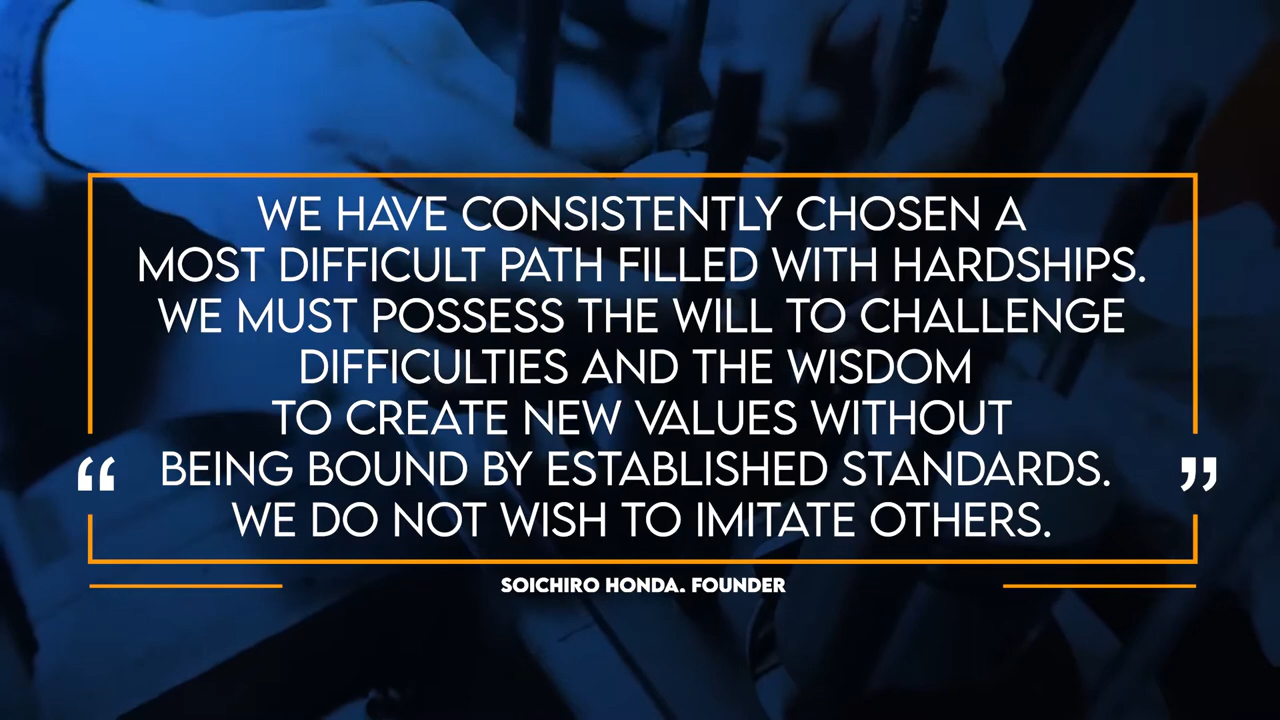 WE HAVE CONSISTENTLY CHOSEN A
MOST DIFFICULT PATH FILLED WITH HARDSHIPS.
WE MUST POSSESS THE WILL TO CHALLENGE
DIFFICULTIES AND THE WISDOM
TO CREATE NEW VALUES WITHOUT
“ BEING BOUND BY ESTABLISHED STANDARDS. ”
WE DO NOT WISH TO IMITATE OTHERS.
SOICHIRO HONDA. FOUNDER